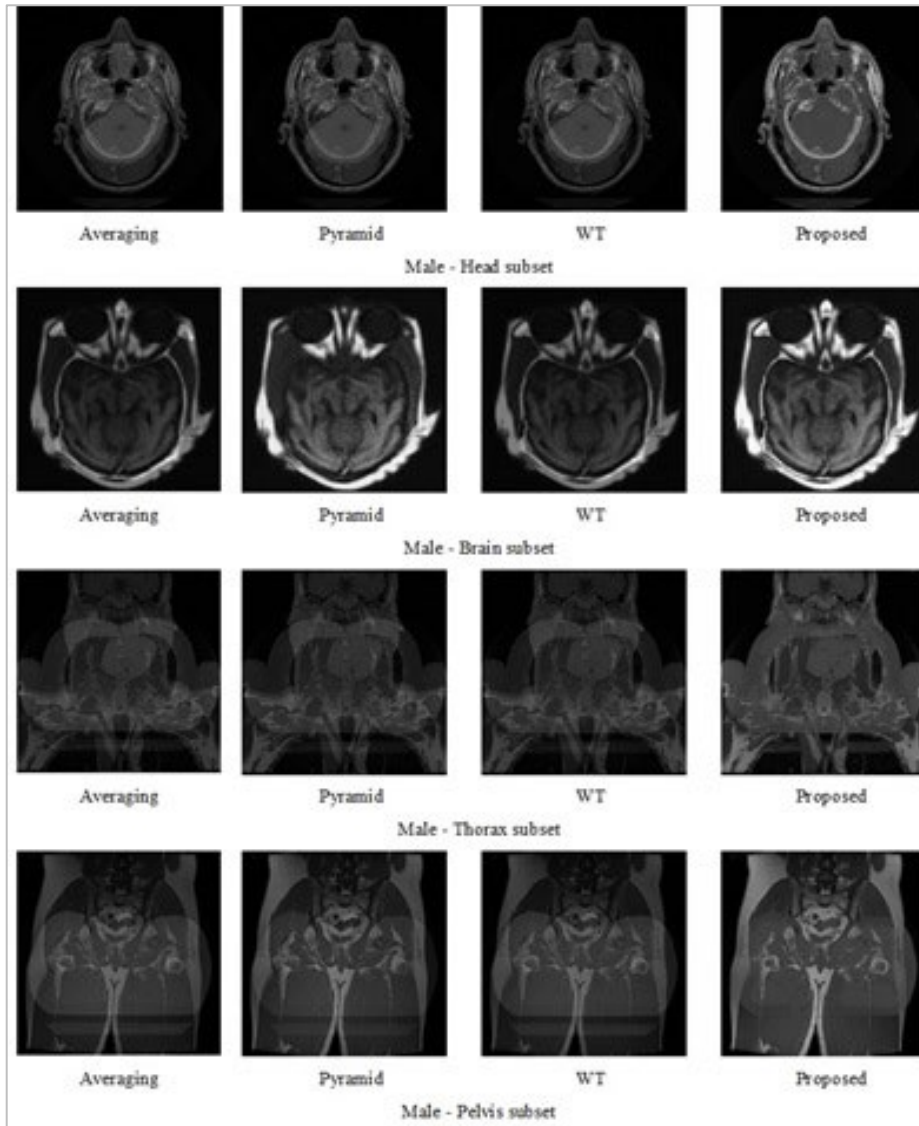 Averaging Pyramid WT Proposed
Male - Head subset
Averaging Pyramid WT Proposed
Male - Brain subset
Averaging Pyramid WT Proposed
Male - Thorax subset
Averaging Pyramid WT Proposed
Male - Pelvis subset